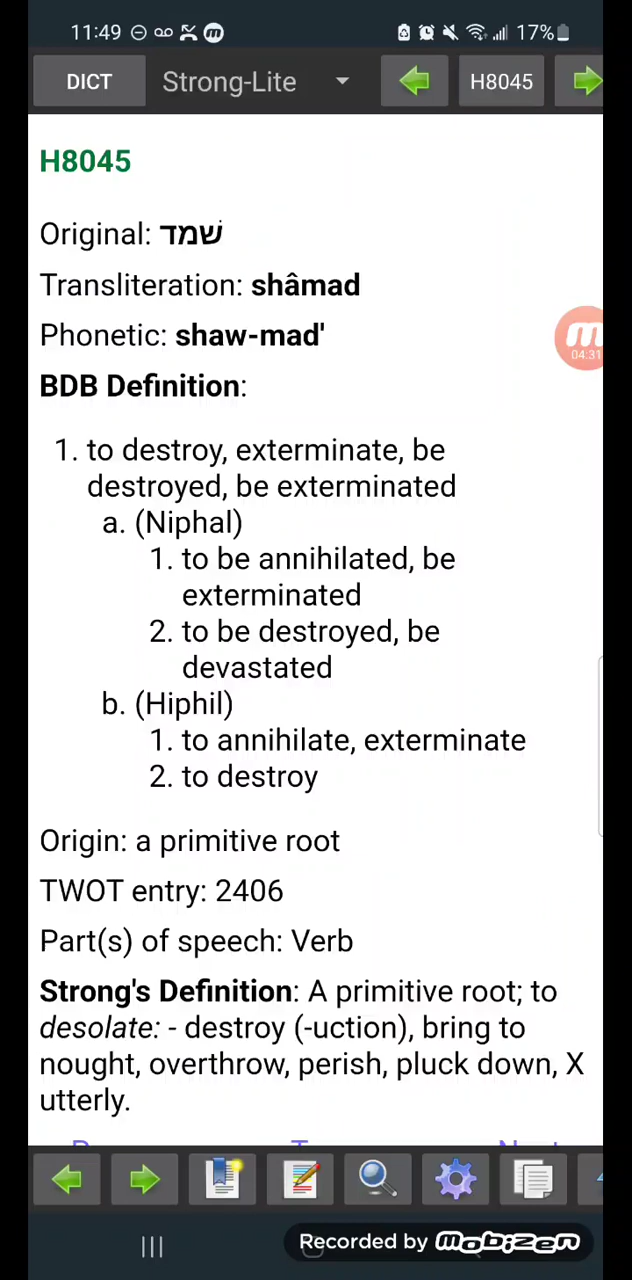 11:49
17%
DICT Strong-Lite H8045
H8045
Original: שׁמד
Transliteration: shâmad
Phonetic: shaw-mad'
04:31
BDB Definition:
1. to destroy, exterminate, be
destroyed, be exterminated
a. (Niphal)
1. to be annihilated, be
exterminated
2. to be destroyed, be
devastated
b. (Hiphil)
1. to annihilate, exterminate
2. to destroy
Origin: a primitive root
TWOT entry: 2406
Part(s) of speech: Verb
Strong's Definition: A primitive root; to
desolate: - destroy (-uction), bring to
nought, overthrow, perish, pluck down, X
utterly.
Recorded by mobizen